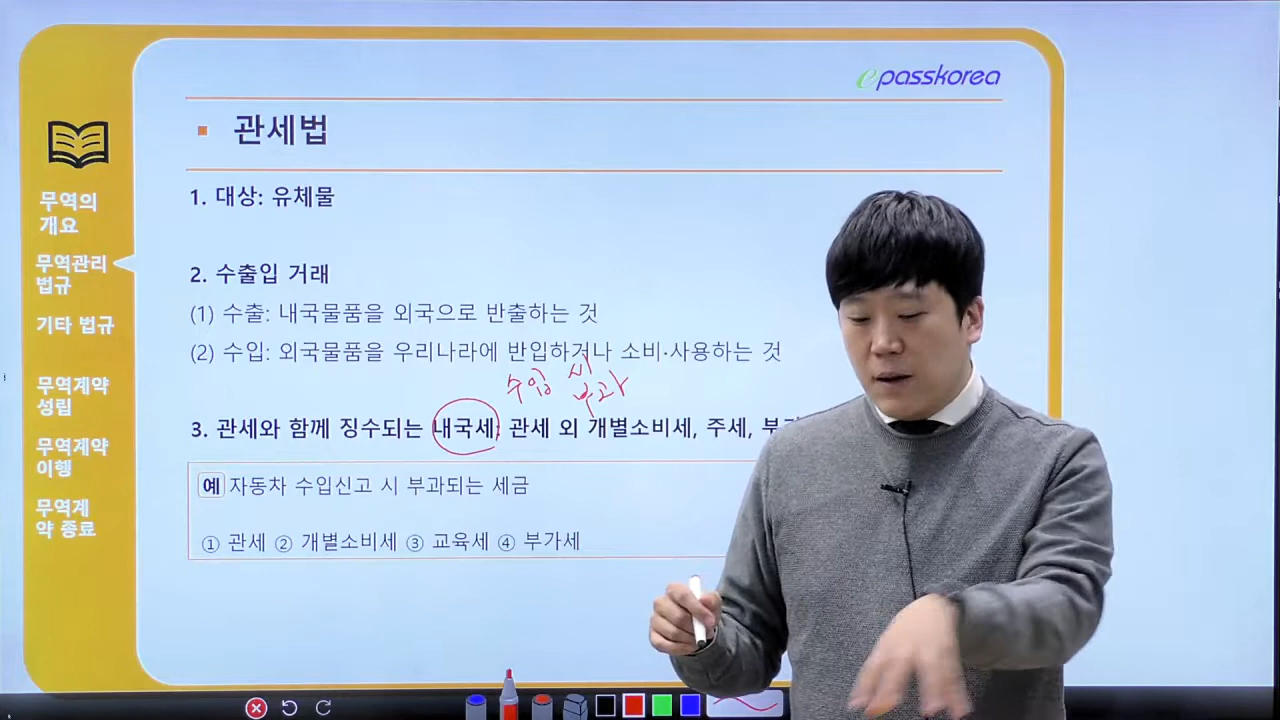 epasskorea
관세법
무역의
개요
무역관리
법규
기타 법규
무역계약
성립
무역계약
이행
무역계
약 종료
1. 대상: 유체물
2. 수출입 거래
(1) 수출: 내국물품을 외국으로 반출하는 것
(2) 수입: 외국물품을 우리나라에 반입하거나 소비·사용하는 것
수입 시
부과
3. 관세와 함께 징수되는 내국세: 관세 외 개별소비세, 주세,
예 자동차 수입신고 시 부과되는 세금
① 관세 ② 개별소비세 ③ 교육세 ④ 부가세